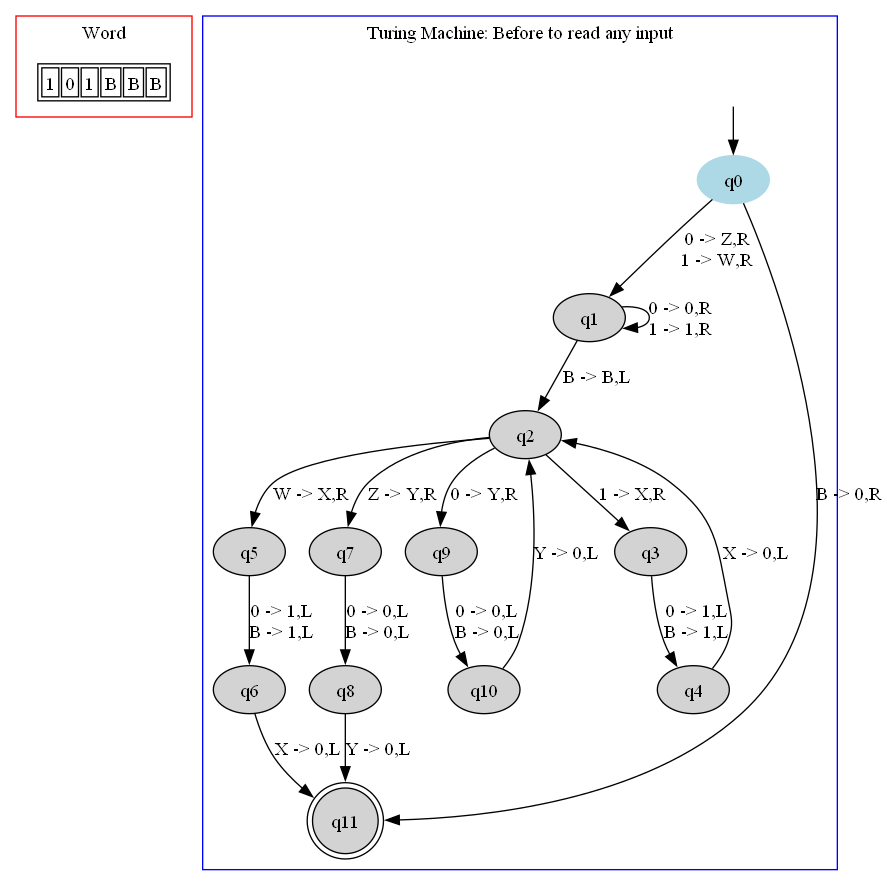 Word
1 0 1 B B B
Turing Machine: Before to read any input
q0
0 -> Z,R
1 -> W,R
q1
0 -> 0,R
1 -> 1,R
B -> B,L
q2
W -> X,R
Z -> Y,R
0 -> Y,R
1 -> X,R
B -> 0,R
q5
q7
q9
q3
Y -> 0,L
X -> 0,L
0 -> 1,L
B -> 1,L
0 -> 0,L
B -> 0,L
0 -> 0,L
B -> 0,L
0 -> 1,L
B -> 1,L
q6
q8
q10
q4
X -> 0,L
Y -> 0,L
q11